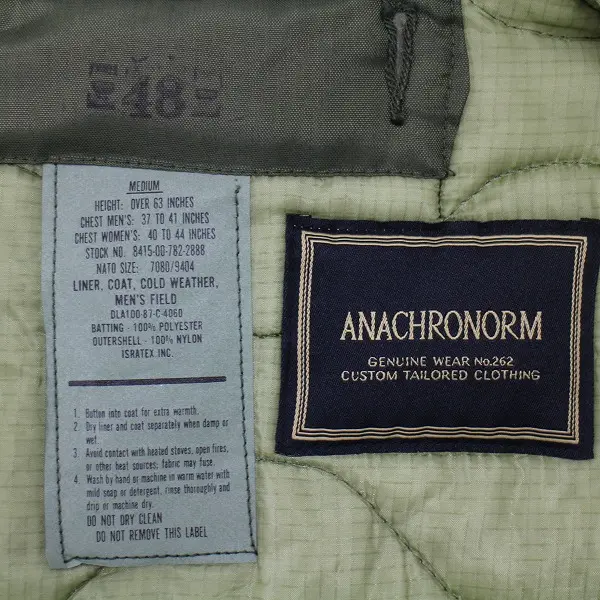 48
MEDIUM
HEIGHT: OVER 63 INCHES
CHEST MEN'S: 37 TO 41 INCHES
CHEST WOMEN'S: 40 TO 44 INCHES
STOCK NO. 8415-00-782-2888
NATO SIZE: 7080/9404
LINER, COAT, COLD WEATHER,
MEN'S FIELD
DLA100-87-C-4060
BATTING - 100% POLYESTER
OUTERSHELL - 100% NYLON
ISRATEX, INC.
1. Button into coat for extra warmth.
2. Dry liner and coat separately when damp or
wet.
3. Avoid contact with heated stoves, open fires,
or other heat sources; fabric may fuse.
4. Wash by hand or machine in warm water with
mild soap or detergent, rinse thoroughly and
drip or machine dry.
DO NOT DRY CLEAN
DO NOT REMOVE THIS LABEL
ANACHRONORM
GENUINE WEAR No.262
CUSTOM TAILORED CLOTHING